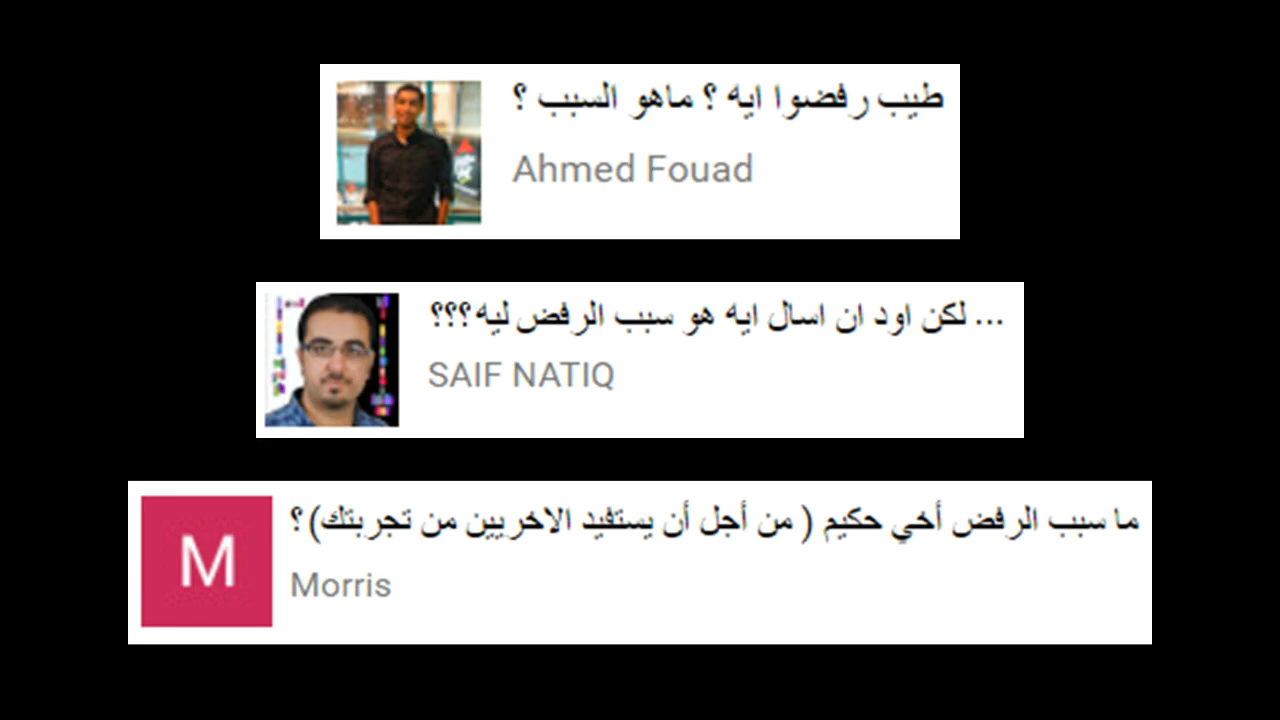 طيب رفضوا ايه ؟ ماهو السبب ؟
Ahmed Fouad
... لكن اود ان اسال ايه هو سبب الرفض ليه؟؟؟
SAIF NATIQ
ما سبب الرفض أخي حكيم ( من أجل أن يستفيد الاخريين من تجربتك)؟
M
Morris